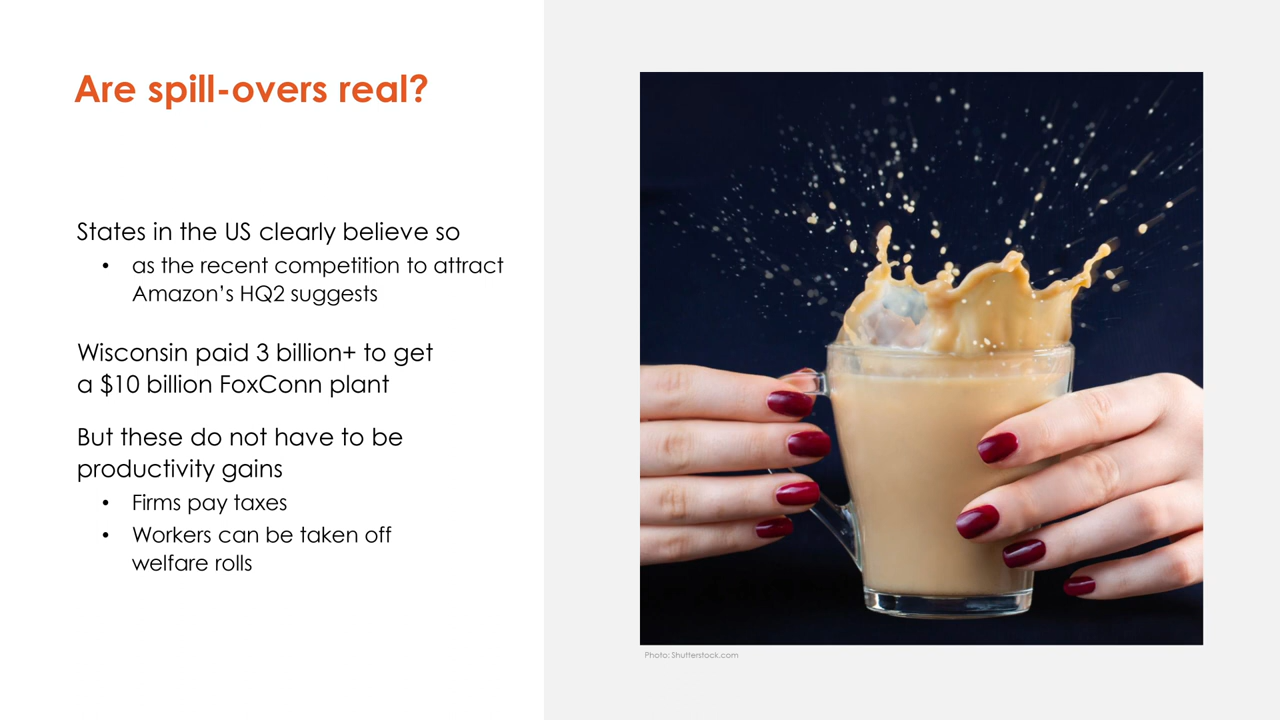 Are spill-overs real?
States in the US clearly believe so
• as the recent competition to attract
Amazon's HQ2 suggests
Wisconsin paid 3 billion+ to get
a $10 billion FoxConn plant
But these do not have to be
productivity gains
• Firms pay taxes
• Workers can be taken off
welfare rolls
Photo: Shutterstock.com